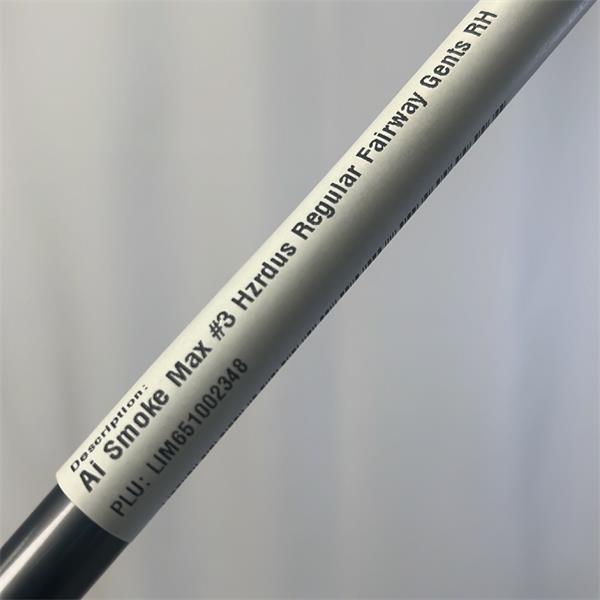 Description:
Ai Smoke Max #3 Hzrdus Regular Fairway Gents RH
PLU: LIM651002348